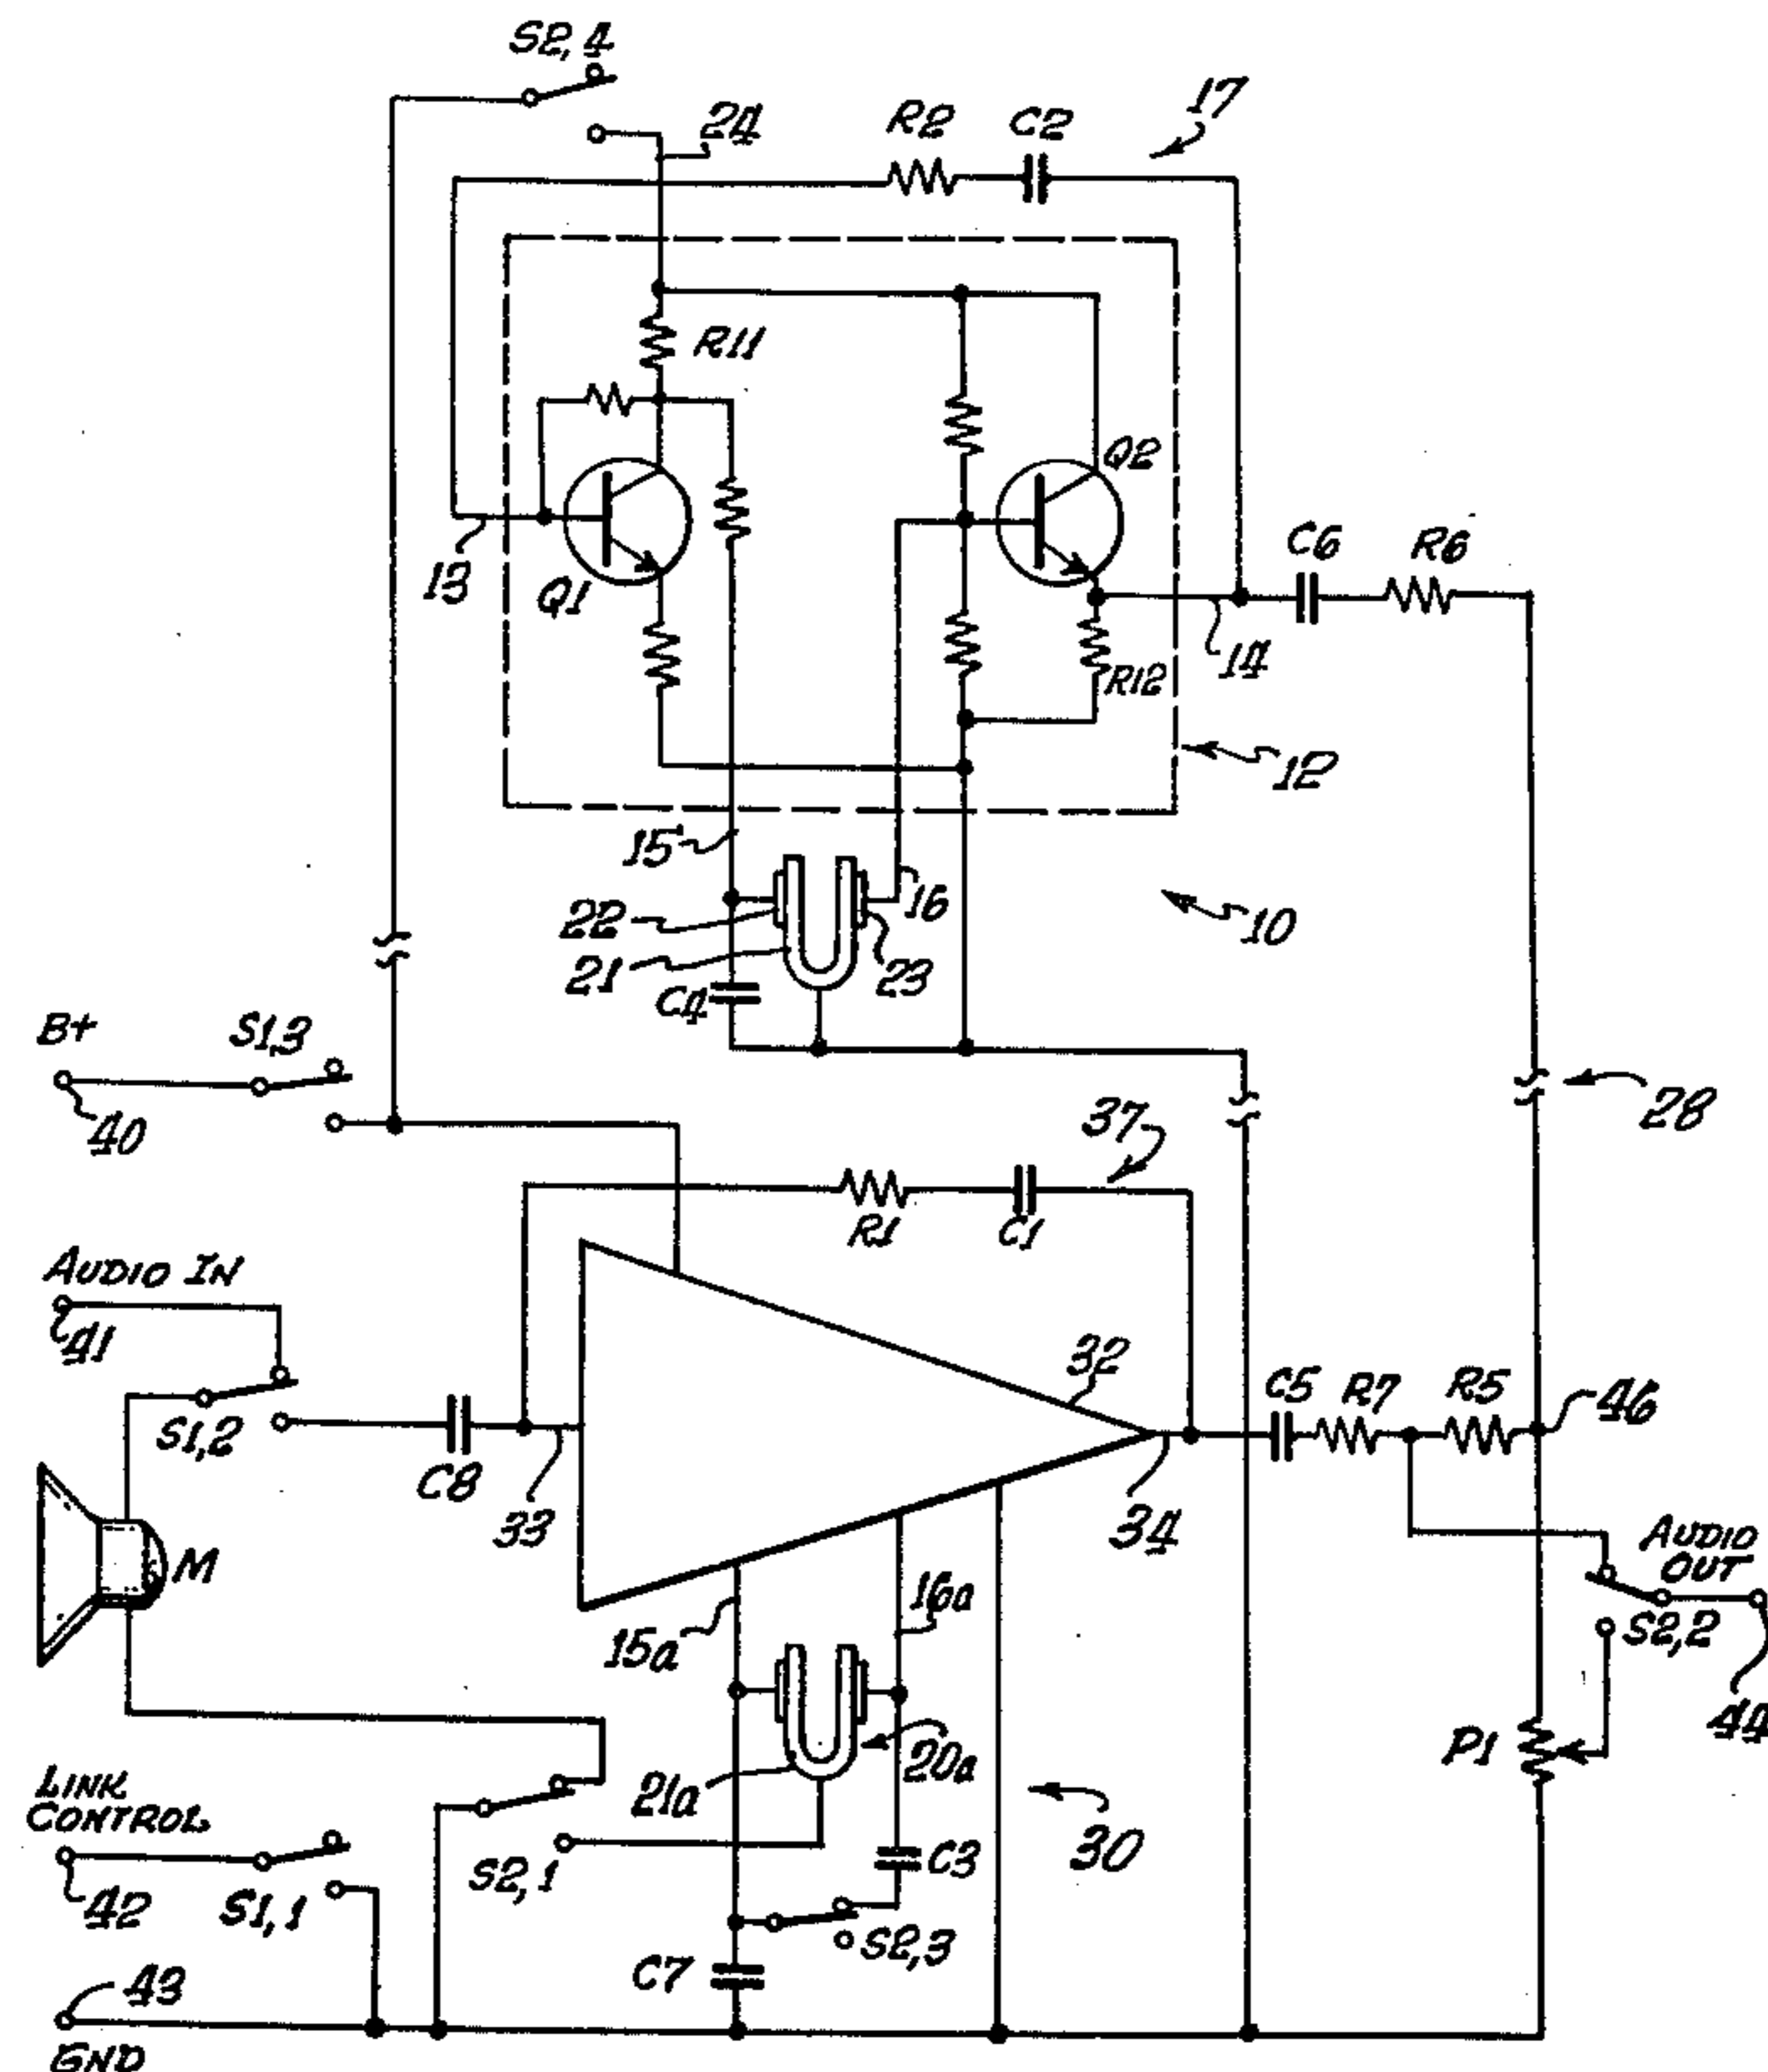 S2,4
24
R2
C2
17
R11
Q2
13
Q1
C6
R6
14
R12
12
15
16
22
21
23
10
C4
B+
S1,3
40
37
28
R1
C1
AUDIO IN
41
32
C5
R7
R5
46
S1,2
C8
33
34
M
AUDIO
OUT
16a
15a
S2,2
44
20a
21a
P1
LINK
CONTROL
30
C3
S2,1
42
S1,1
S2,3
C7
43
GND